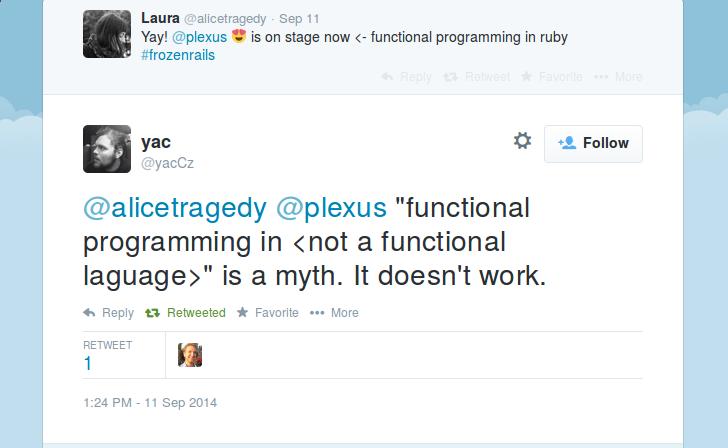 Laura @alicetragedy · Sep 11
Yay! @plexus 😍 is on stage now <- functional programming in ruby
#frozenrails
Reply Retweet Favorite More
yac
@yacCz
Follow
@alicetragedy @plexus "functional
programming in <not a functional
laguage>" is a myth. It doesn't work.
Reply Retweeted Favorite More
RETWEET
1
1:24 PM - 11 Sep 2014